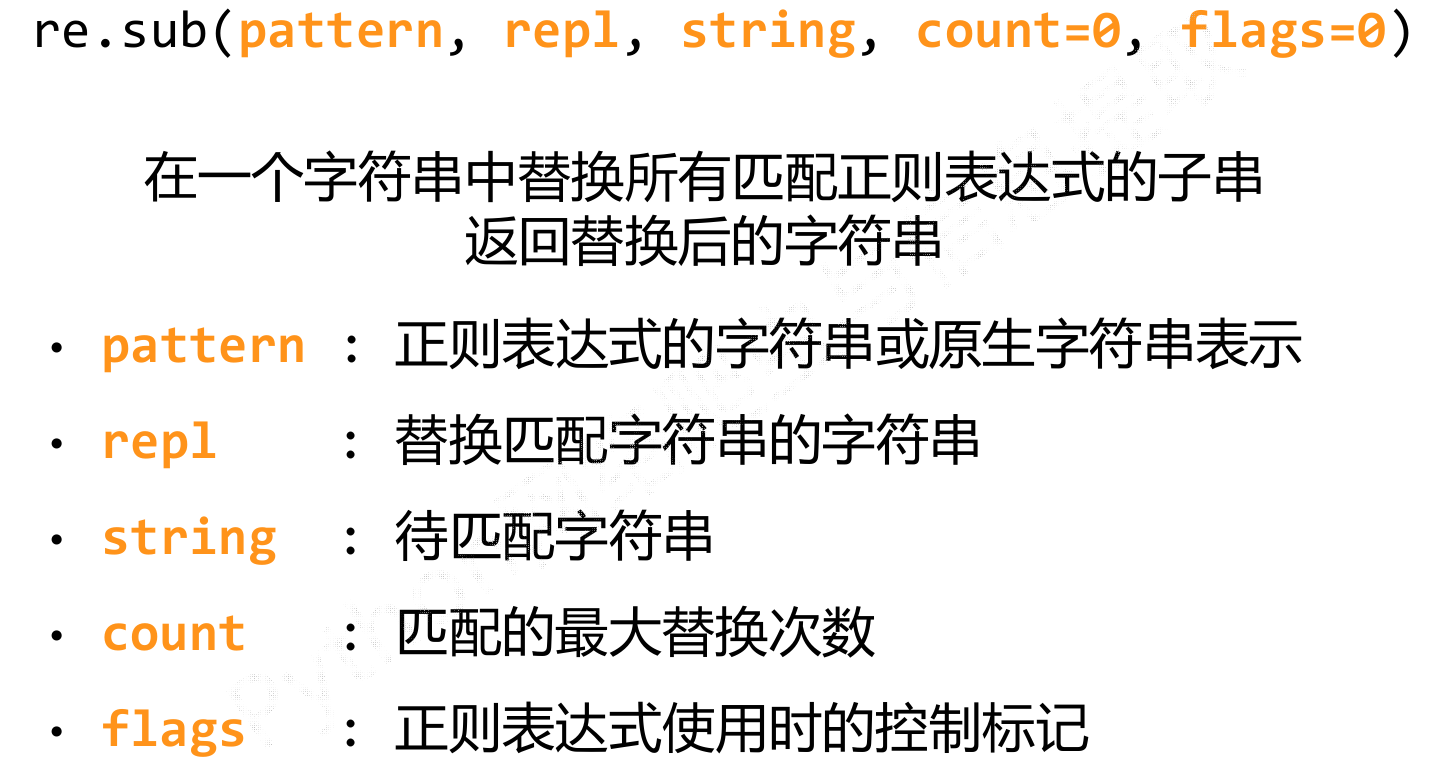 re.sub(pattern, repl, string, count=0, flags=0)
在一个字符串中替换所有匹配正则表达式的子串
返回替换后的字符串
• pattern : 正则表达式的字符串或原生字符串表示
• repl : 替换匹配字符串的字符串
• string : 待匹配字符串
• count : 匹配的最大替换次数
• flags : 正则表达式使用时的控制标记